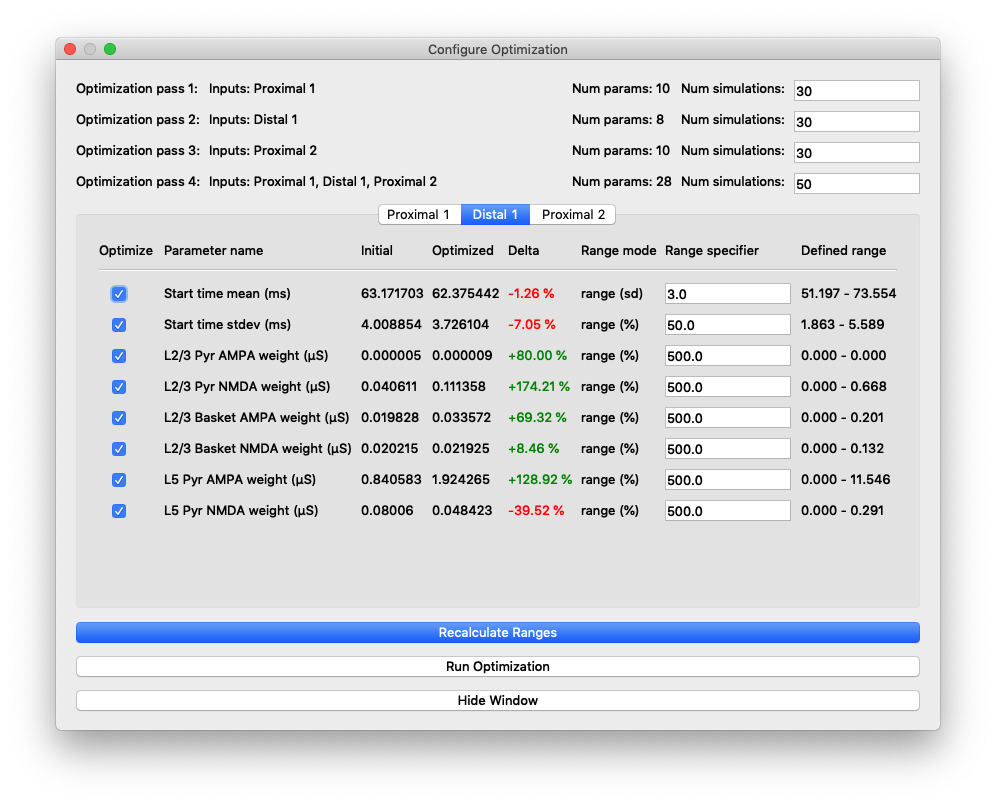 Configure Optimization
Optimization pass 1: Inputs: Proximal 1 Num params: 10 Num simulations: 30
Optimization pass 2: Inputs: Distal 1 Num params: 8 Num simulations: 30
Optimization pass 3: Inputs: Proximal 2 Num params: 10 Num simulations: 30
Optimization pass 4: Inputs: Proximal 1, Distal 1, Proximal 2 Num params: 28 Num simulations: 50
Proximal 1 Distal 1 Proximal 2
Optimize Parameter name Initial Optimized Delta Range mode Range specifier Defined range
Start time mean (ms) 63.171703 62.375442 -1.26 % range (sd) 3.0 51.197 - 73.554
Start time stdev (ms) 4.008854 3.726104 -7.05 % range (%) 50.0 1.863 - 5.589
L2/3 Pyr AMPA weight (µS) 0.000005 0.000009 +80.00 % range (%) 500.0 0.000 - 0.000
L2/3 Pyr NMDA weight (µS) 0.040611 0.111358 +174.21 % range (%) 500.0 0.000 - 0.668
L2/3 Basket AMPA weight (µS) 0.019828 0.033572 +69.32 % range (%) 500.0 0.000 - 0.201
L2/3 Basket NMDA weight (µS) 0.020215 0.021925 +8.46 % range (%) 500.0 0.000 - 0.132
L5 Pyr AMPA weight (µS) 0.840583 1.924265 +128.92 % range (%) 500.0 0.000 - 11.546
L5 Pyr NMDA weight (µS) 0.08006 0.048423 -39.52 % range (%) 500.0 0.000 - 0.291
Recalculate Ranges
Run Optimization
Hide Window